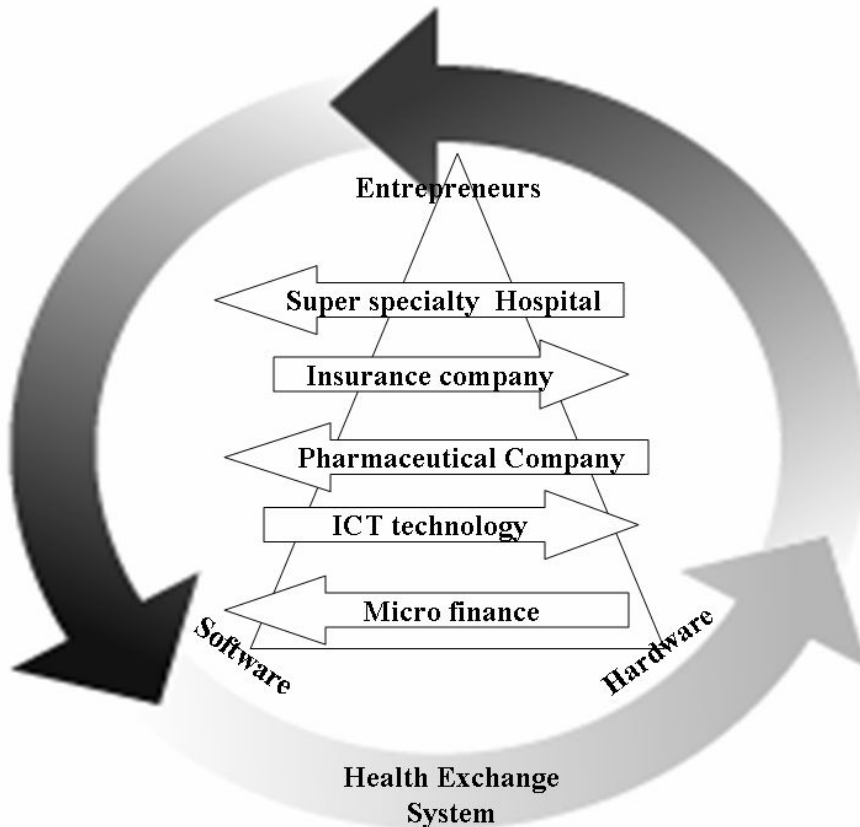 Entrepreneurs
Super specialty Hospital
Insurance company
Pharmaceutical Company
ICT technology
Micro finance
Software
Hardware
Health Exchange
System